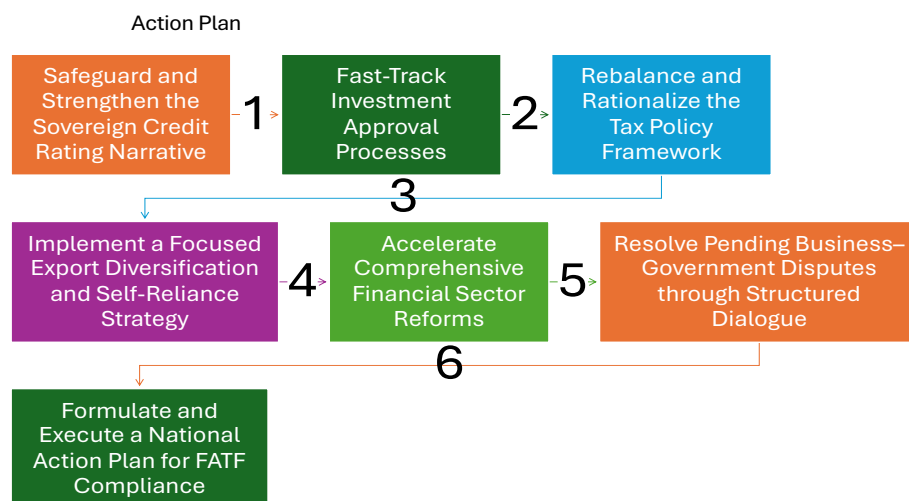 Action Plan
Safeguard and
Strengthen the
Sovereign Credit
Rating Narrative
1
Fast-Track
Investment
Approval
Processes
2
Rebalance and
Rationalize the
Tax Policy
Framework
3
Implement a Focused
Export Diversification
and Self-Reliance
Strategy
4
Accelerate
Comprehensive
Financial Sector
Reforms
5
Resolve Pending Business–
Government Disputes
through Structured
Dialogue
6
Formulate and
Execute a National
Action Plan for FATF
Compliance